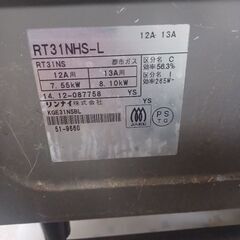 12A·13A
RT31NHS-L
RT31NS 都市ガス 区分名 C
12A用 13A用 効率56.3%
7.55kW 8.10kW 区分名 I
14.12-087758 YS 効率265W
リンナイ株式会社 YS
KGE31NSBL
51-9660
PS
TG